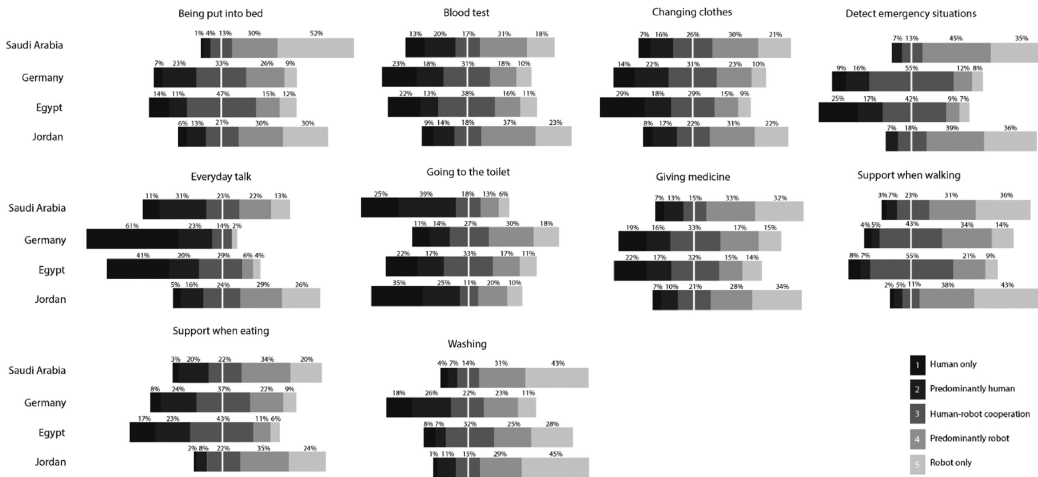 Being put into bed
Blood test
Changing clothes
Detect emergency situations
Saudi Arabia
1% 4% 13% 30% 52%
13% 20% 17% 31% 18%
7% 16% 26% 30% 21%
7% 13% 45% 35%
Germany
7% 23% 33% 26% 9%
23% 18% 31% 18% 10%
14% 22% 31% 23% 10%
9% 16% 55% 12% 8%
Egypt
14% 11% 47% 15% 12%
22% 13% 38% 16% 11%
29% 18% 29% 15% 9%
25% 17% 42% 9% 7%
Jordan
6% 13% 21% 30% 30%
9% 14% 18% 37% 23%
8% 17% 22% 31% 22%
7% 18% 39% 36%
Everyday talk
Going to the toilet
Giving medicine
Support when walking
Saudi Arabia
11% 31% 23% 22% 13%
25% 39% 18% 13% 6%
7% 13% 15% 33% 32%
3% 7% 23% 31% 36%
Germany
61% 23% 14% 2%
11% 14% 27% 30% 18%
19% 16% 33% 17% 15%
4% 5% 43% 34% 14%
Egypt
41% 20% 29% 6% 4%
22% 17% 33% 17% 11%
22% 17% 32% 15% 14%
8% 7% 55% 21% 9%
Jordan
5% 16% 24% 29% 26%
35% 25% 11% 20% 10%
7% 10% 21% 28% 34%
2% 5% 11% 38% 43%
Support when eating
Washing
Saudi Arabia
3% 20% 22% 34% 20%
4% 7% 14% 31% 43%
Germany
8% 24% 37% 22% 9%
18% 26% 22% 23% 11%
Egypt
17% 23% 43% 11% 6%
8% 7% 32% 25% 28%
Jordan
2% 8% 22% 35% 24%
1% 11% 15% 29% 45%
1 Human only
2 Predominantly human
3 Human-robot cooperation
4 Predominantly robot
5 Robot only